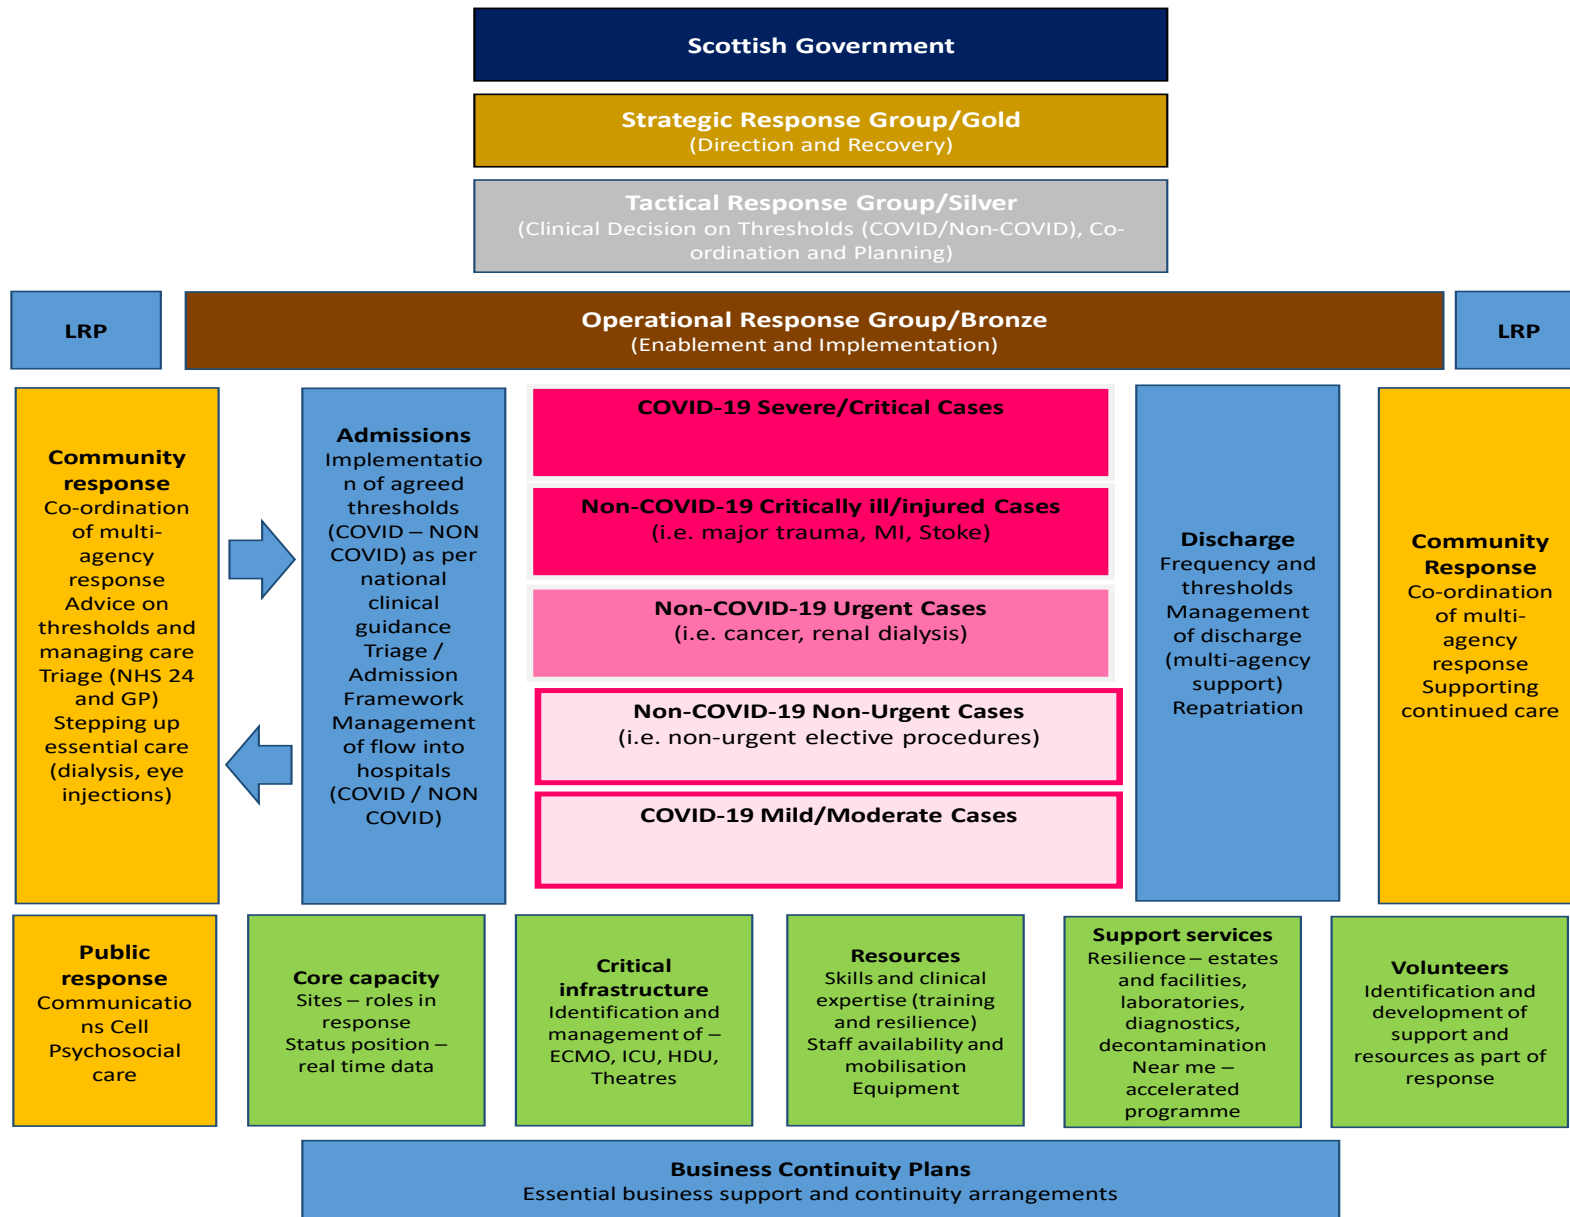 Scottish Government
Strategic Response Group/Gold
(Direction and Recovery)
Tactical Response Group/Silver
(Clinical Decision on Thresholds (COVID/Non-COVID), Co-
ordination and Planning)
LRP
Operational Response Group/Bronze
(Enablement and Implementation)
LRP
Community
response
Co-ordination
of multi-
agency
response
Advice on
thresholds and
managing care
Triage (NHS 24
and GP)
Stepping up
essential care
(dialysis, eye
injections)
Admissions
Implementatio
n of agreed
thresholds
(COVID – NON
COVID) as per
national
clinical
guidance
Triage /
Admission
Framework
Management
of flow into
hospitals
(COVID / NON
COVID)
COVID-19 Severe/Critical Cases
Non-COVID-19 Critically ill/injured Cases
(i.e. major trauma, MI, Stoke)
Non-COVID-19 Urgent Cases
(i.e. cancer, renal dialysis)
Non-COVID-19 Non-Urgent Cases
(i.e. non-urgent elective procedures)
COVID-19 Mild/Moderate Cases
Discharge
Frequency and
thresholds
Management
of discharge
(multi-agency
support)
Repatriation
Community
Response
Co-ordination
of multi-
agency
response
Supporting
continued care
Public
response
Communicatio
ns Cell
Psychosocial
care
Core capacity
Sites – roles in
response
Status position –
real time data
Critical
infrastructure
Identification and
management of –
ECMO, ICU, HDU,
Theatres
Resources
Skills and clinical
expertise (training
and resilience)
Staff availability and
mobilisation
Equipment
Support services
Resilience – estates
and facilities,
laboratories,
diagnostics,
decontamination
Near me –
accelerated
programme
Volunteers
Identification and
development of
support and
resources as part of
response
Business Continuity Plans
Essential business support and continuity arrangements